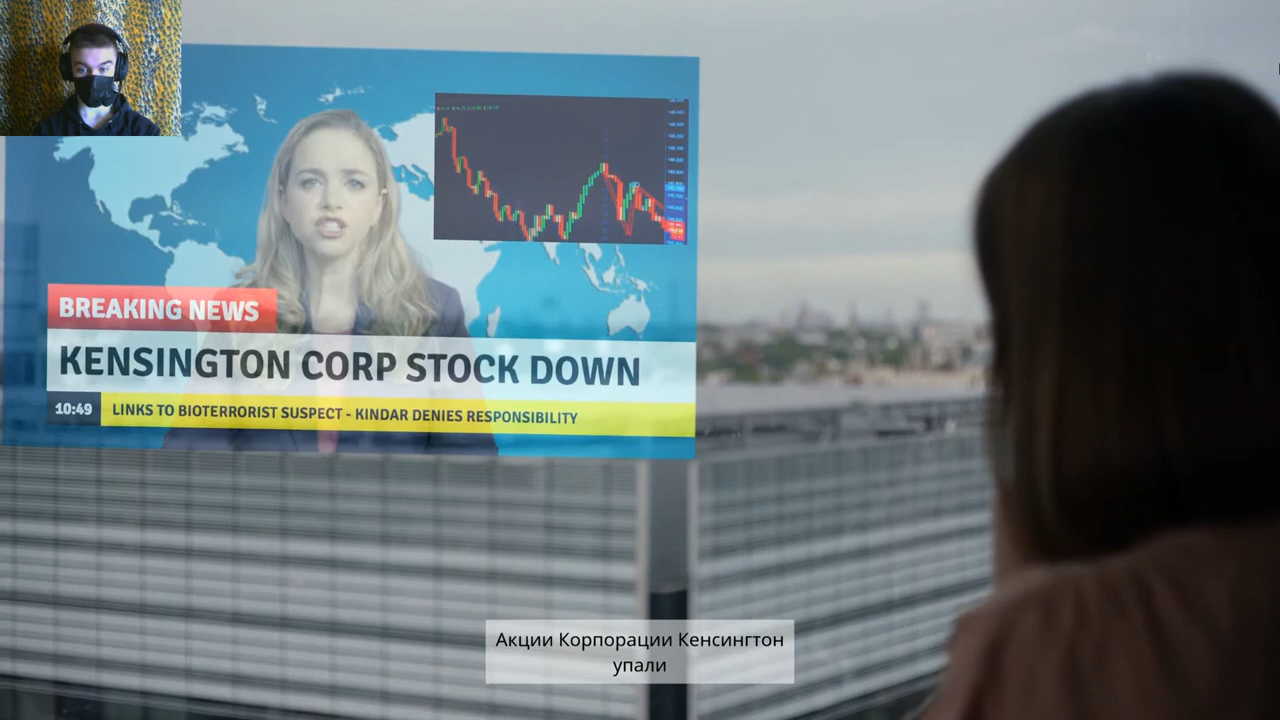 BREAKING NEWS
KENSINGTON CORP STOCK DOWN
10:49 LINKS TO BIOTERRORIST SUSPECT - KINDAR DENIES RESPONSIBILITY
Акции Корпорации Кенсингтон
упали